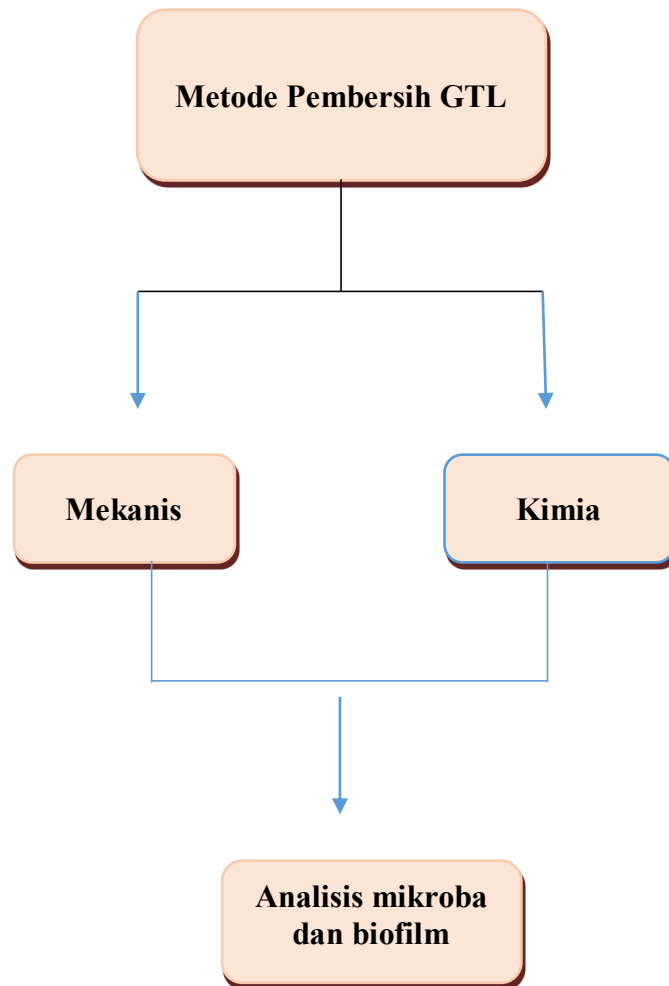 Metode Pembersih GTL
Mekanis
Kimia
Analisis mikroba
dan biofilm